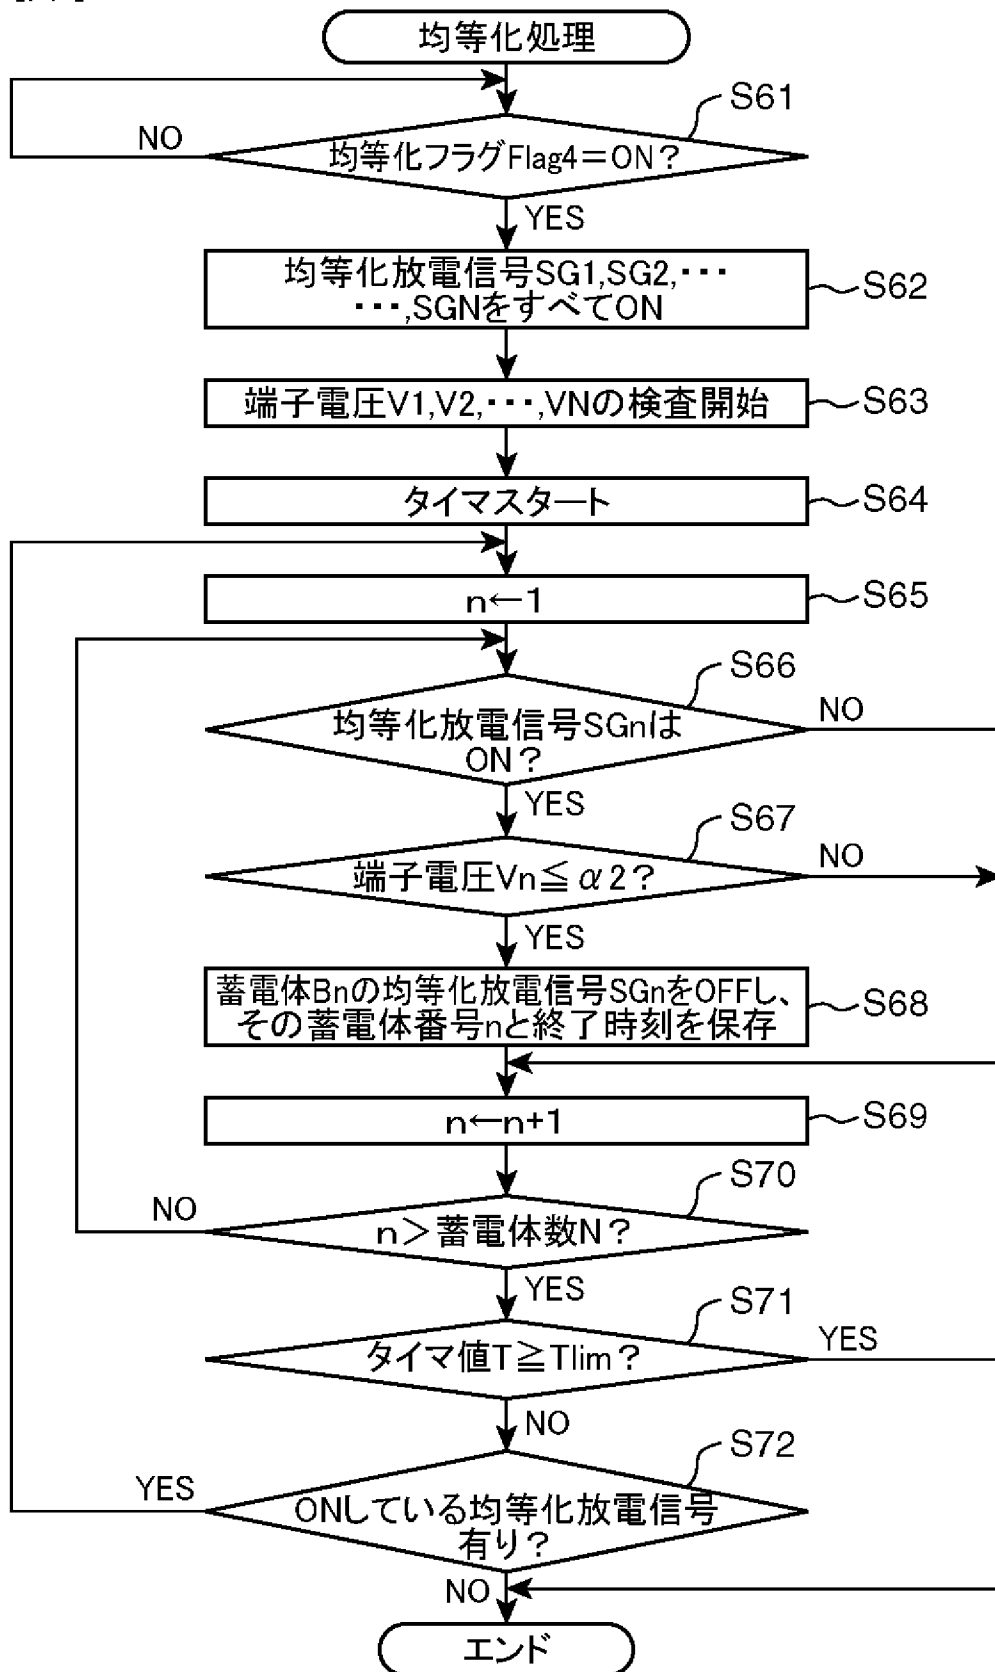 均等化処理
S61
均等化フラグFlag4=ON?
NO
YES
均等化放電信号SG1,SG2,・・・
・・・,SGNをすべてON
S62
端子電圧V1,V2,・・・,VNの検査開始
S63
タイマスタート
S64
n←1
S65
S66
均等化放電信号SGnは
ON?
NO
YES
S67
端子電圧Vn≦α2?
NO
YES
蓄電体Bnの均等化放電信号SGnをOFFし、
その蓄電体番号nと終了時刻を保存
S68
n←n+1
S69
S70
n>蓄電体数N?
NO
YES
S71
タイマ値T≧Tlim?
YES
NO
S72
ONしている均等化放電信号
有り?
YES
NO
エンド